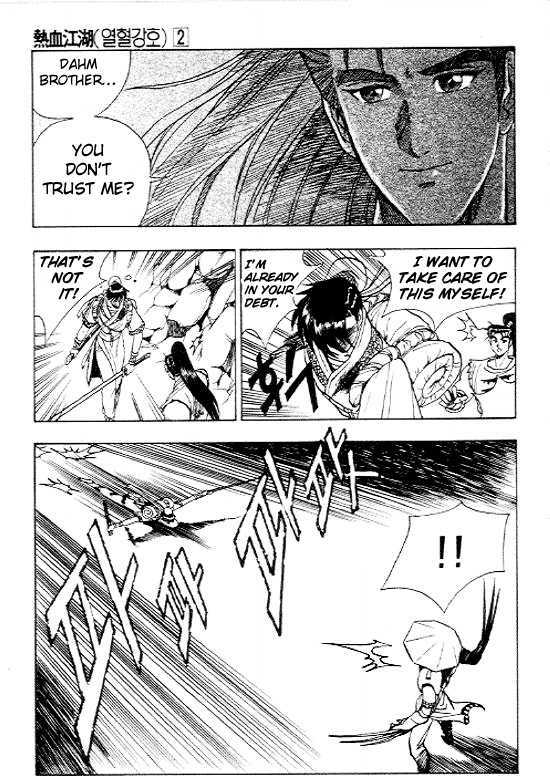 熱血江湖(열혈강호) 2
DAHM
BROTHER...
YOU
DON'T
TRUST ME?
THAT'S
NOT
IT!
I'M
ALREADY
IN YOUR
DEBT.
I WANT TO
TAKE CARE OF
THIS MYSELF!
!!